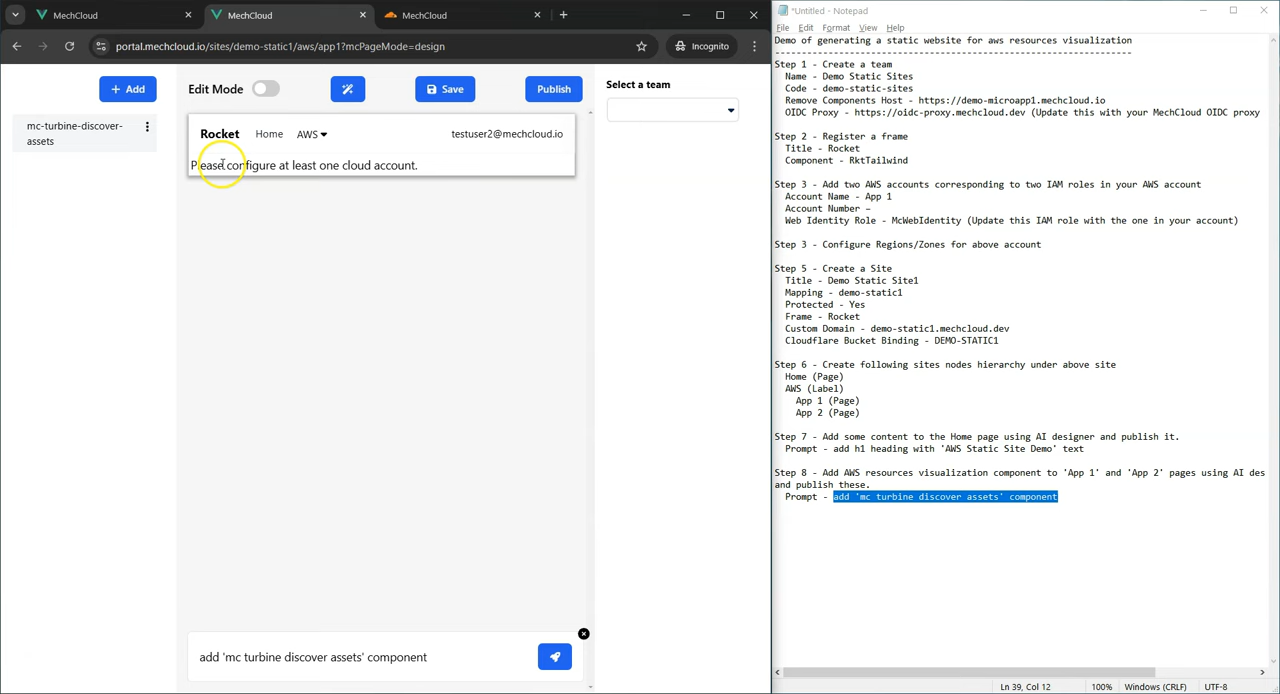 MechCloud
MechCloud
MechCloud
portal.mechcloud.io/sites/demo-static1/aws/app1?mcPageMode=design
Incognito
Add
Edit Mode
Save
Publish
Select a team
mc-turbine-discover-
assets
Rocket
Home
AWS
testuser2@mechcloud.io
Please configure at least one cloud account.
add 'mc turbine discover assets' component
*Untitled - Notepad
File Edit Format View Help
Demo of generating a static website for aws resources visualization
--------------------------------------------------------------------
Step 1 - Create a team
Name - Demo Static Sites
Code - demo-static-sites
Remove Components Host - https://demo-microapp1.mechcloud.io
OIDC Proxy - https://oidc-proxy.mechcloud.dev (Update this with your MechCloud OIDC proxy
Step 2 - Register a frame
Title - Rocket
Component - RktTailwind
Step 3 - Add two AWS accounts corresponding to two IAM roles in your AWS account
Account Name - App 1
Account Number –
Web Identity Role - McWebIdentity (Update this IAM role with the one in your account)
Step 3 - Configure Regions/Zones for above account
Step 5 - Create a Site
Title - Demo Static Site1
Mapping - demo-static1
Protected - Yes
Frame - Rocket
Custom Domain - demo-static1.mechcloud.dev
Cloudflare Bucket Binding - DEMO-STATIC1
Step 6 - Create following sites nodes hierarchy under above site
Home (Page)
AWS (Label)
App 1 (Page)
App 2 (Page)
Step 7 - Add some content to the Home page using AI designer and publish it.
Prompt - add h1 heading with 'AWS Static Site Demo' text
Step 8 - Add AWS resources visualization component to 'App 1' and 'App 2' pages using AI des
and publish these.
Prompt - add 'mc turbine discover assets' component
Ln 39, Col 12
100%
Windows (CRLF)
UTF-8